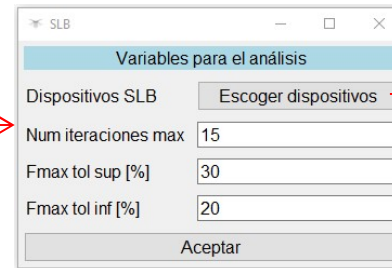 SLB
Variables para el análisis
Dispositivos SLB Escoger dispositivos
Num iteraciones max 15
Fmax tol sup [%] 30
Fmax tol inf [%] 20
Aceptar